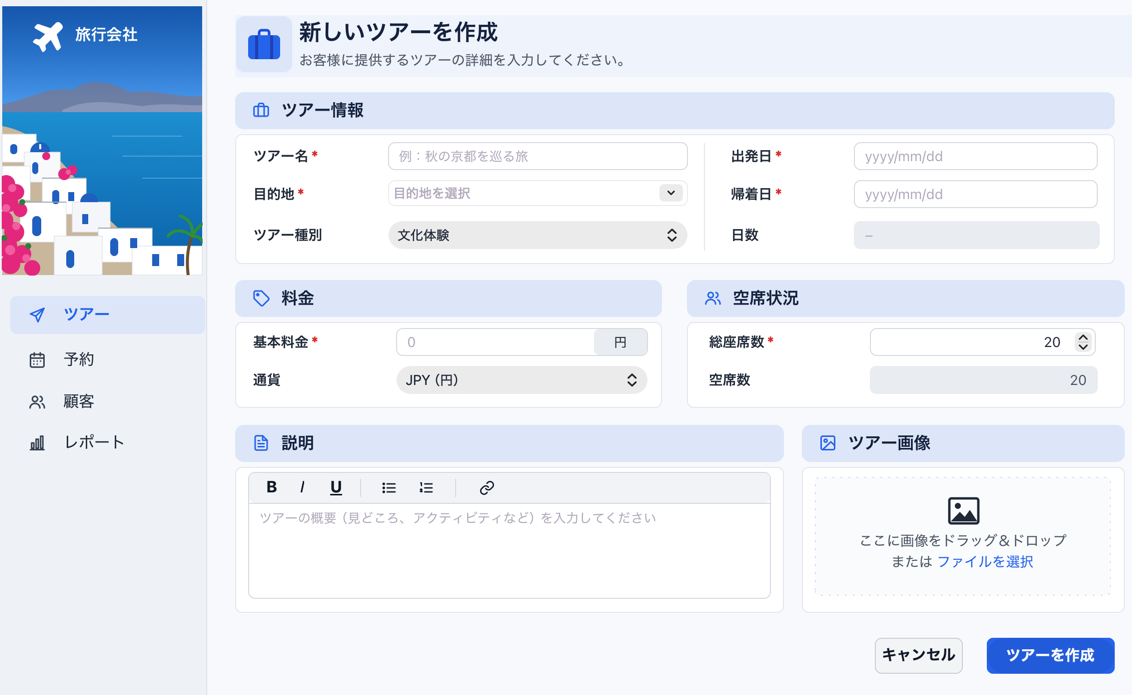 旅行会社
ツアー
予約
顧客
レポート
新しいツアーを作成
お客様に提供するツアーの詳細を入力してください。
ツアー情報
ツアー名*
例：秋の京都を巡る旅
目的地*
目的地を選択
ツアー種別
文化体験
出発日*
yyyy/mm/dd
帰着日*
yyyy/mm/dd
日数
–
料金
基本料金*
0
円
通貨
JPY (円)
空席状況
総座席数*
20
空席数
20
説明
B I U
ツアーの概要（見どころ、アクティビティなど）を入力してください
ツアー画像
ここに画像をドラッグ＆ドロップ
または ファイルを選択
キャンセル
ツアーを作成